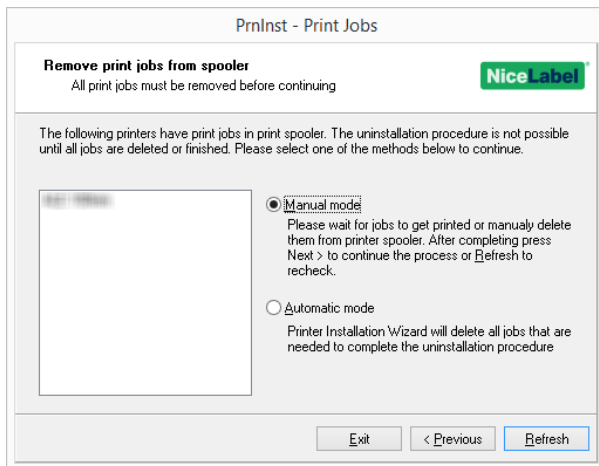 PrnInst - Print Jobs
Remove print jobs from spooler
All print jobs must be removed before continuing
NiceLabel
The following printers have print jobs in print spooler. The uninstallation procedure is not possible
until all jobs are deleted or finished. Please select one of the methods below to continue.
Manual mode
Please wait for jobs to get printed or manualy delete
them from printer spooler. After completing press
Next > to continue the process or Refresh to
recheck.
Automatic mode
Printer Installation Wizard will delete all jobs that are
needed to complete the uninstallation procedure
Exit
< Previous
Refresh